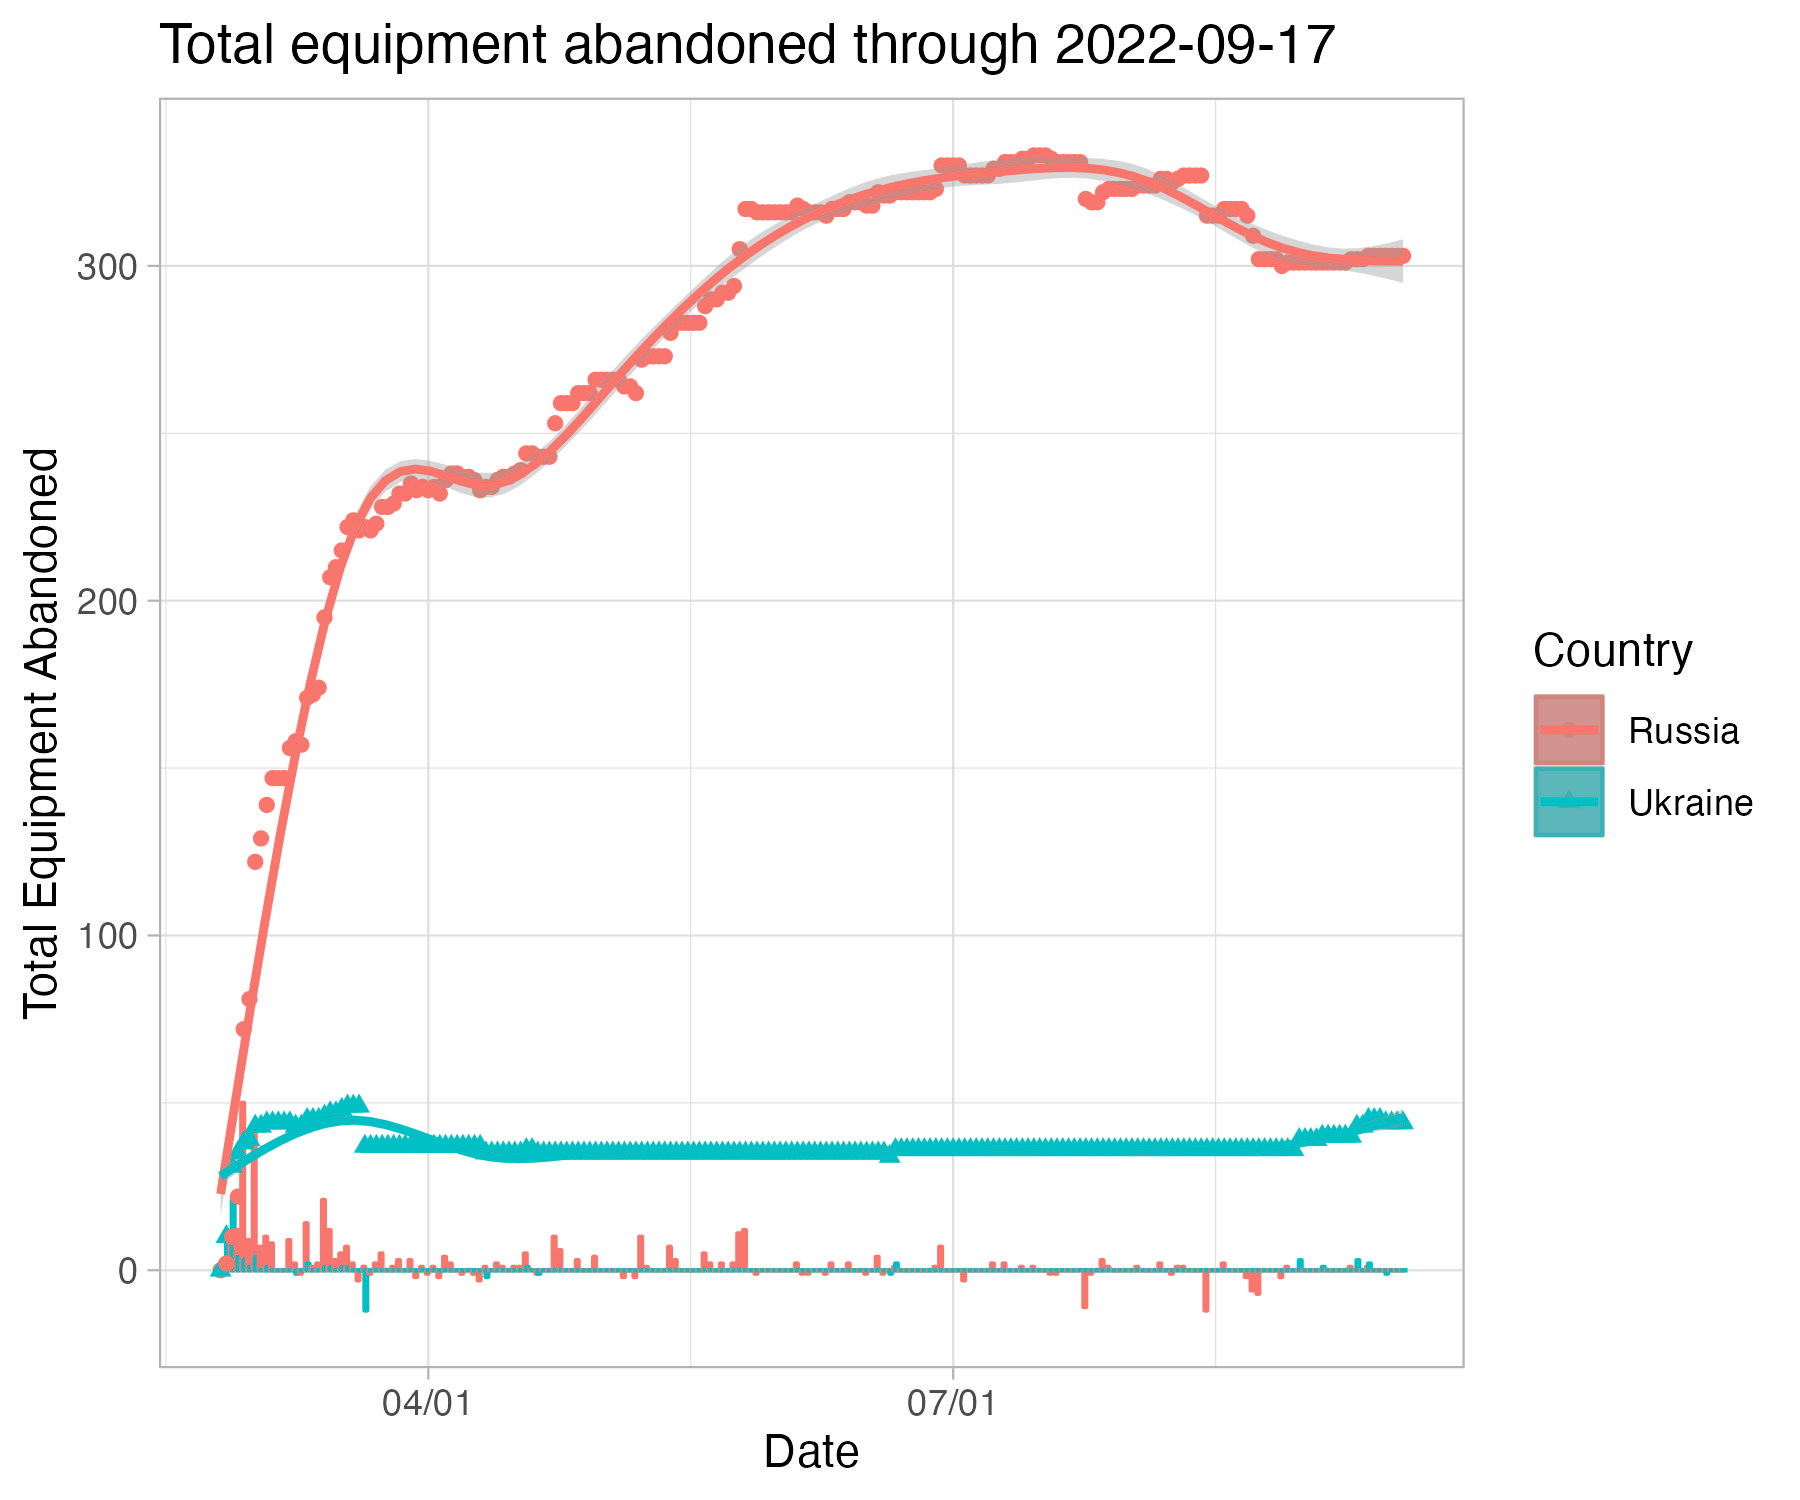 Total equipment abandoned through 2022-09-17
Total Equipment Abandoned
300
200
100
0
04/01
07/01
Date
Country
Russia
Ukraine